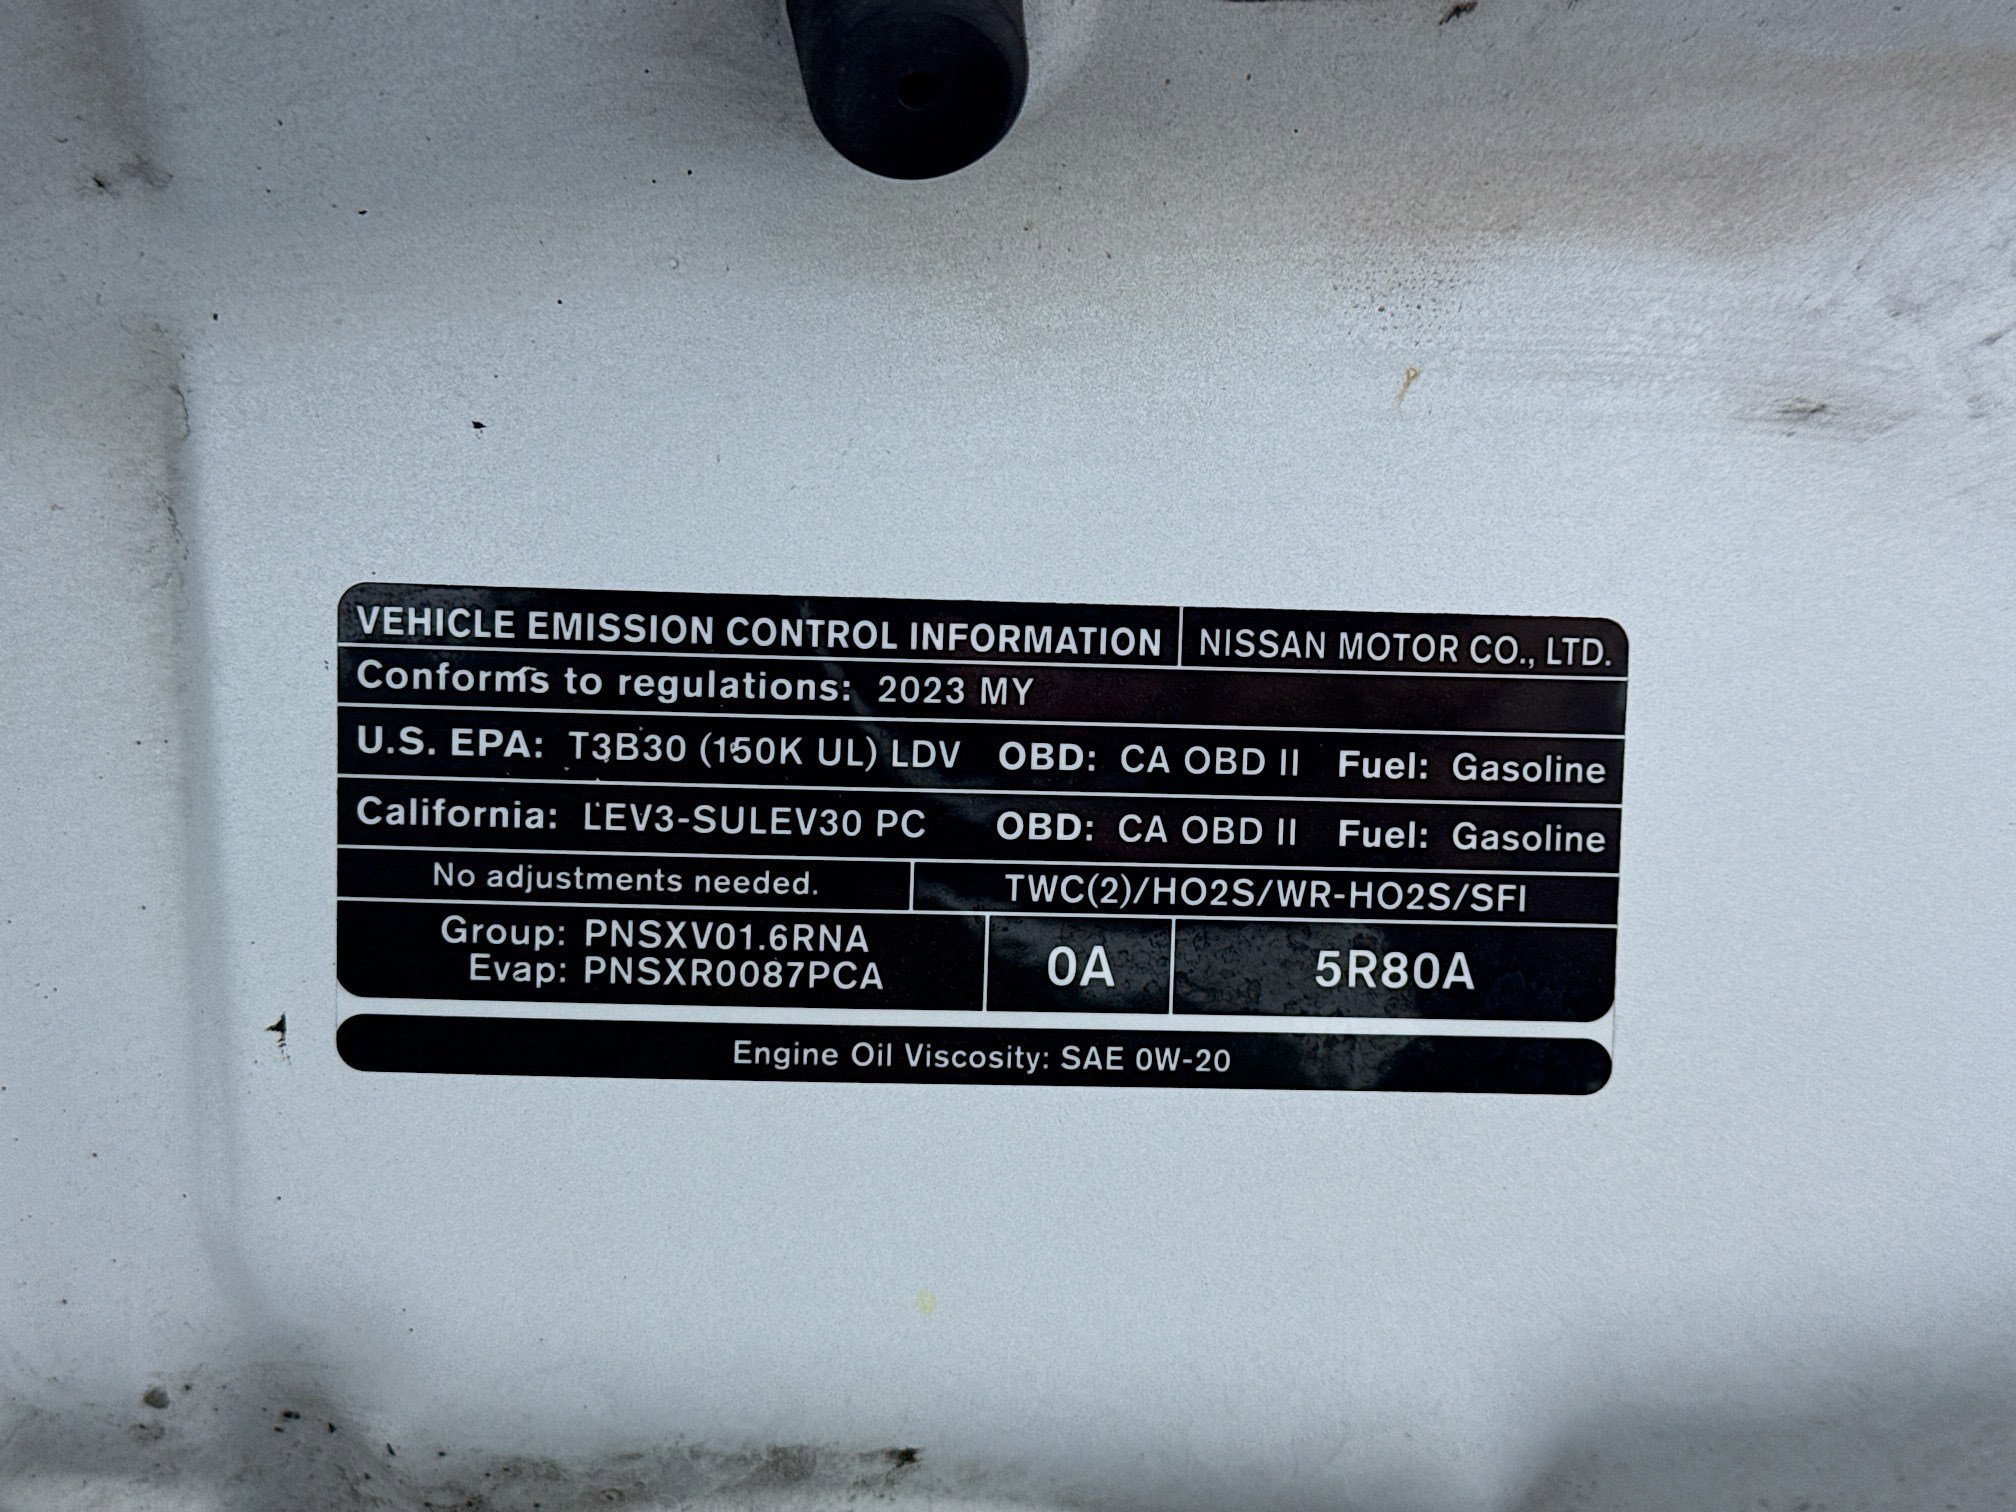 VEHICLE EMISSION CONTROL INFORMATION NISSAN MOTOR CO., LTD.
Conforms to regulations: 2023 MY
U.S. EPA: T3B30 (150K UL) LDV OBD: CA OBD II Fuel: Gasoline
California: LEV3-SULEV30 PC OBD: CA OBD II Fuel: Gasoline
No adjustments needed. TWC(2)/HO2S/WR-HO2S/SFI
Group: PNSXV01.6RNA
Evap: PNSXR0087PCA
0A 5R80A
Engine Oil Viscosity: SAE 0W-20